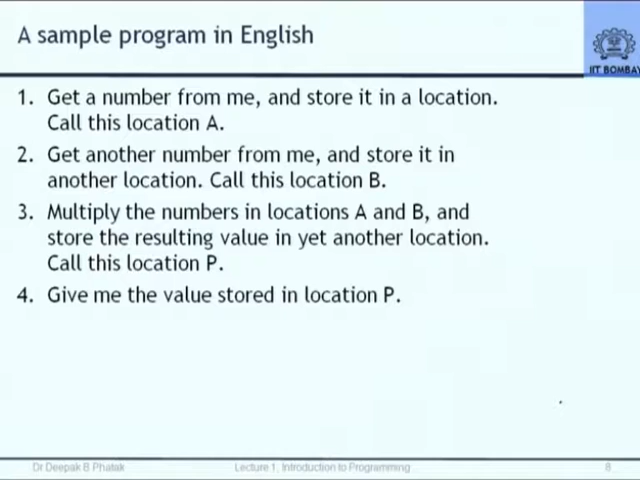 A sample program in English
IIT BOMBAY
1. Get a number from me, and store it in a location.
Call this location A.
2. Get another number from me, and store it in
another location. Call this location B.
3. Multiply the numbers in locations A and B, and
store the resulting value in yet another location.
Call this location P.
4. Give me the value stored in location P.
Dr Deepak B Phatak
Lecture 1. Introduction to Programming
8